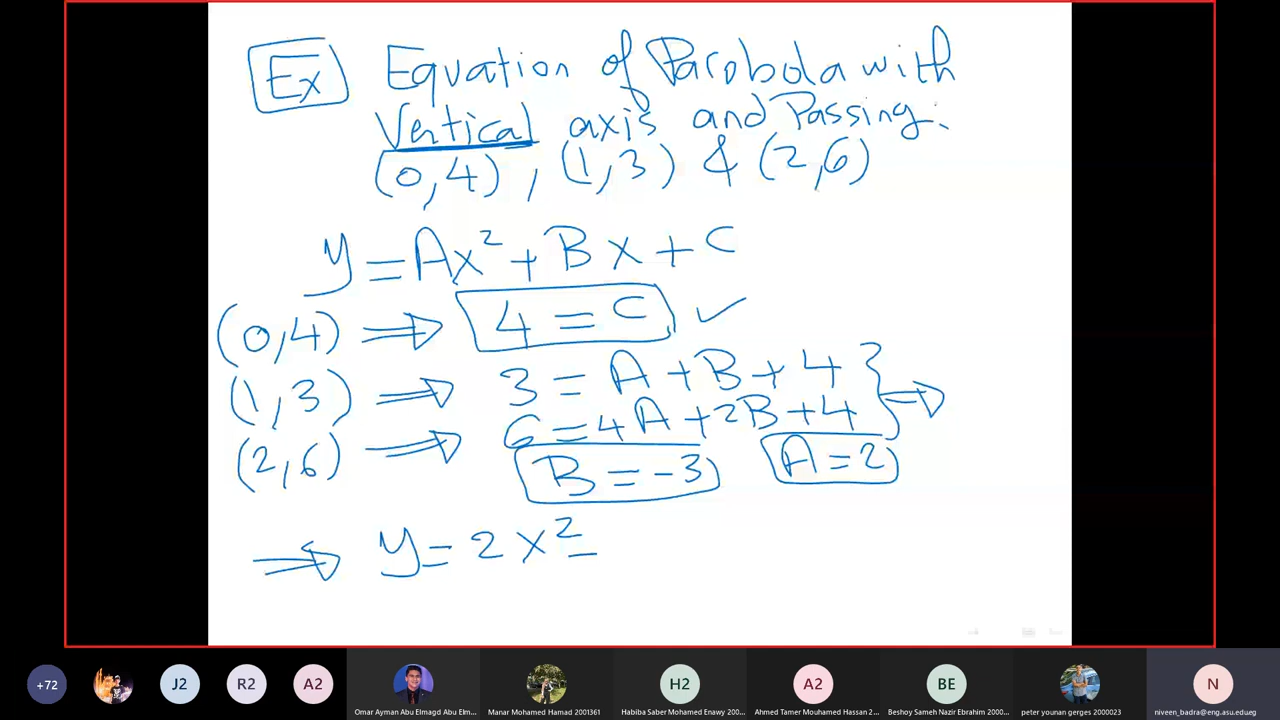 Ex Equation of Parobola with
Vertical axis and Passing:
(0,4), (1,3) & (2,6)
y=Ax²+Bx+C
(0,4) ⇒ 4=C ✓
(1,3) ⇒ 3=A+B+4 } ⇒
(2,6) ⇒ 6=4A+2B+4
B=-3 A=2
⇒ y=2x²-
+72 J2 R2 A2 H2 A2 BE N
Omar Ayman Abu Elmagd Abu Elm... Manar Mohamed Hamad 2001361 Habiba Saber Mohamed Enawy 200... Ahmed Tamer Mouhamed Hassan 2... Beshoy Sameh Nazir Ebrahim 2000... peter younan gerges 2000023 niveen_badra@eng.asu.edu.eg